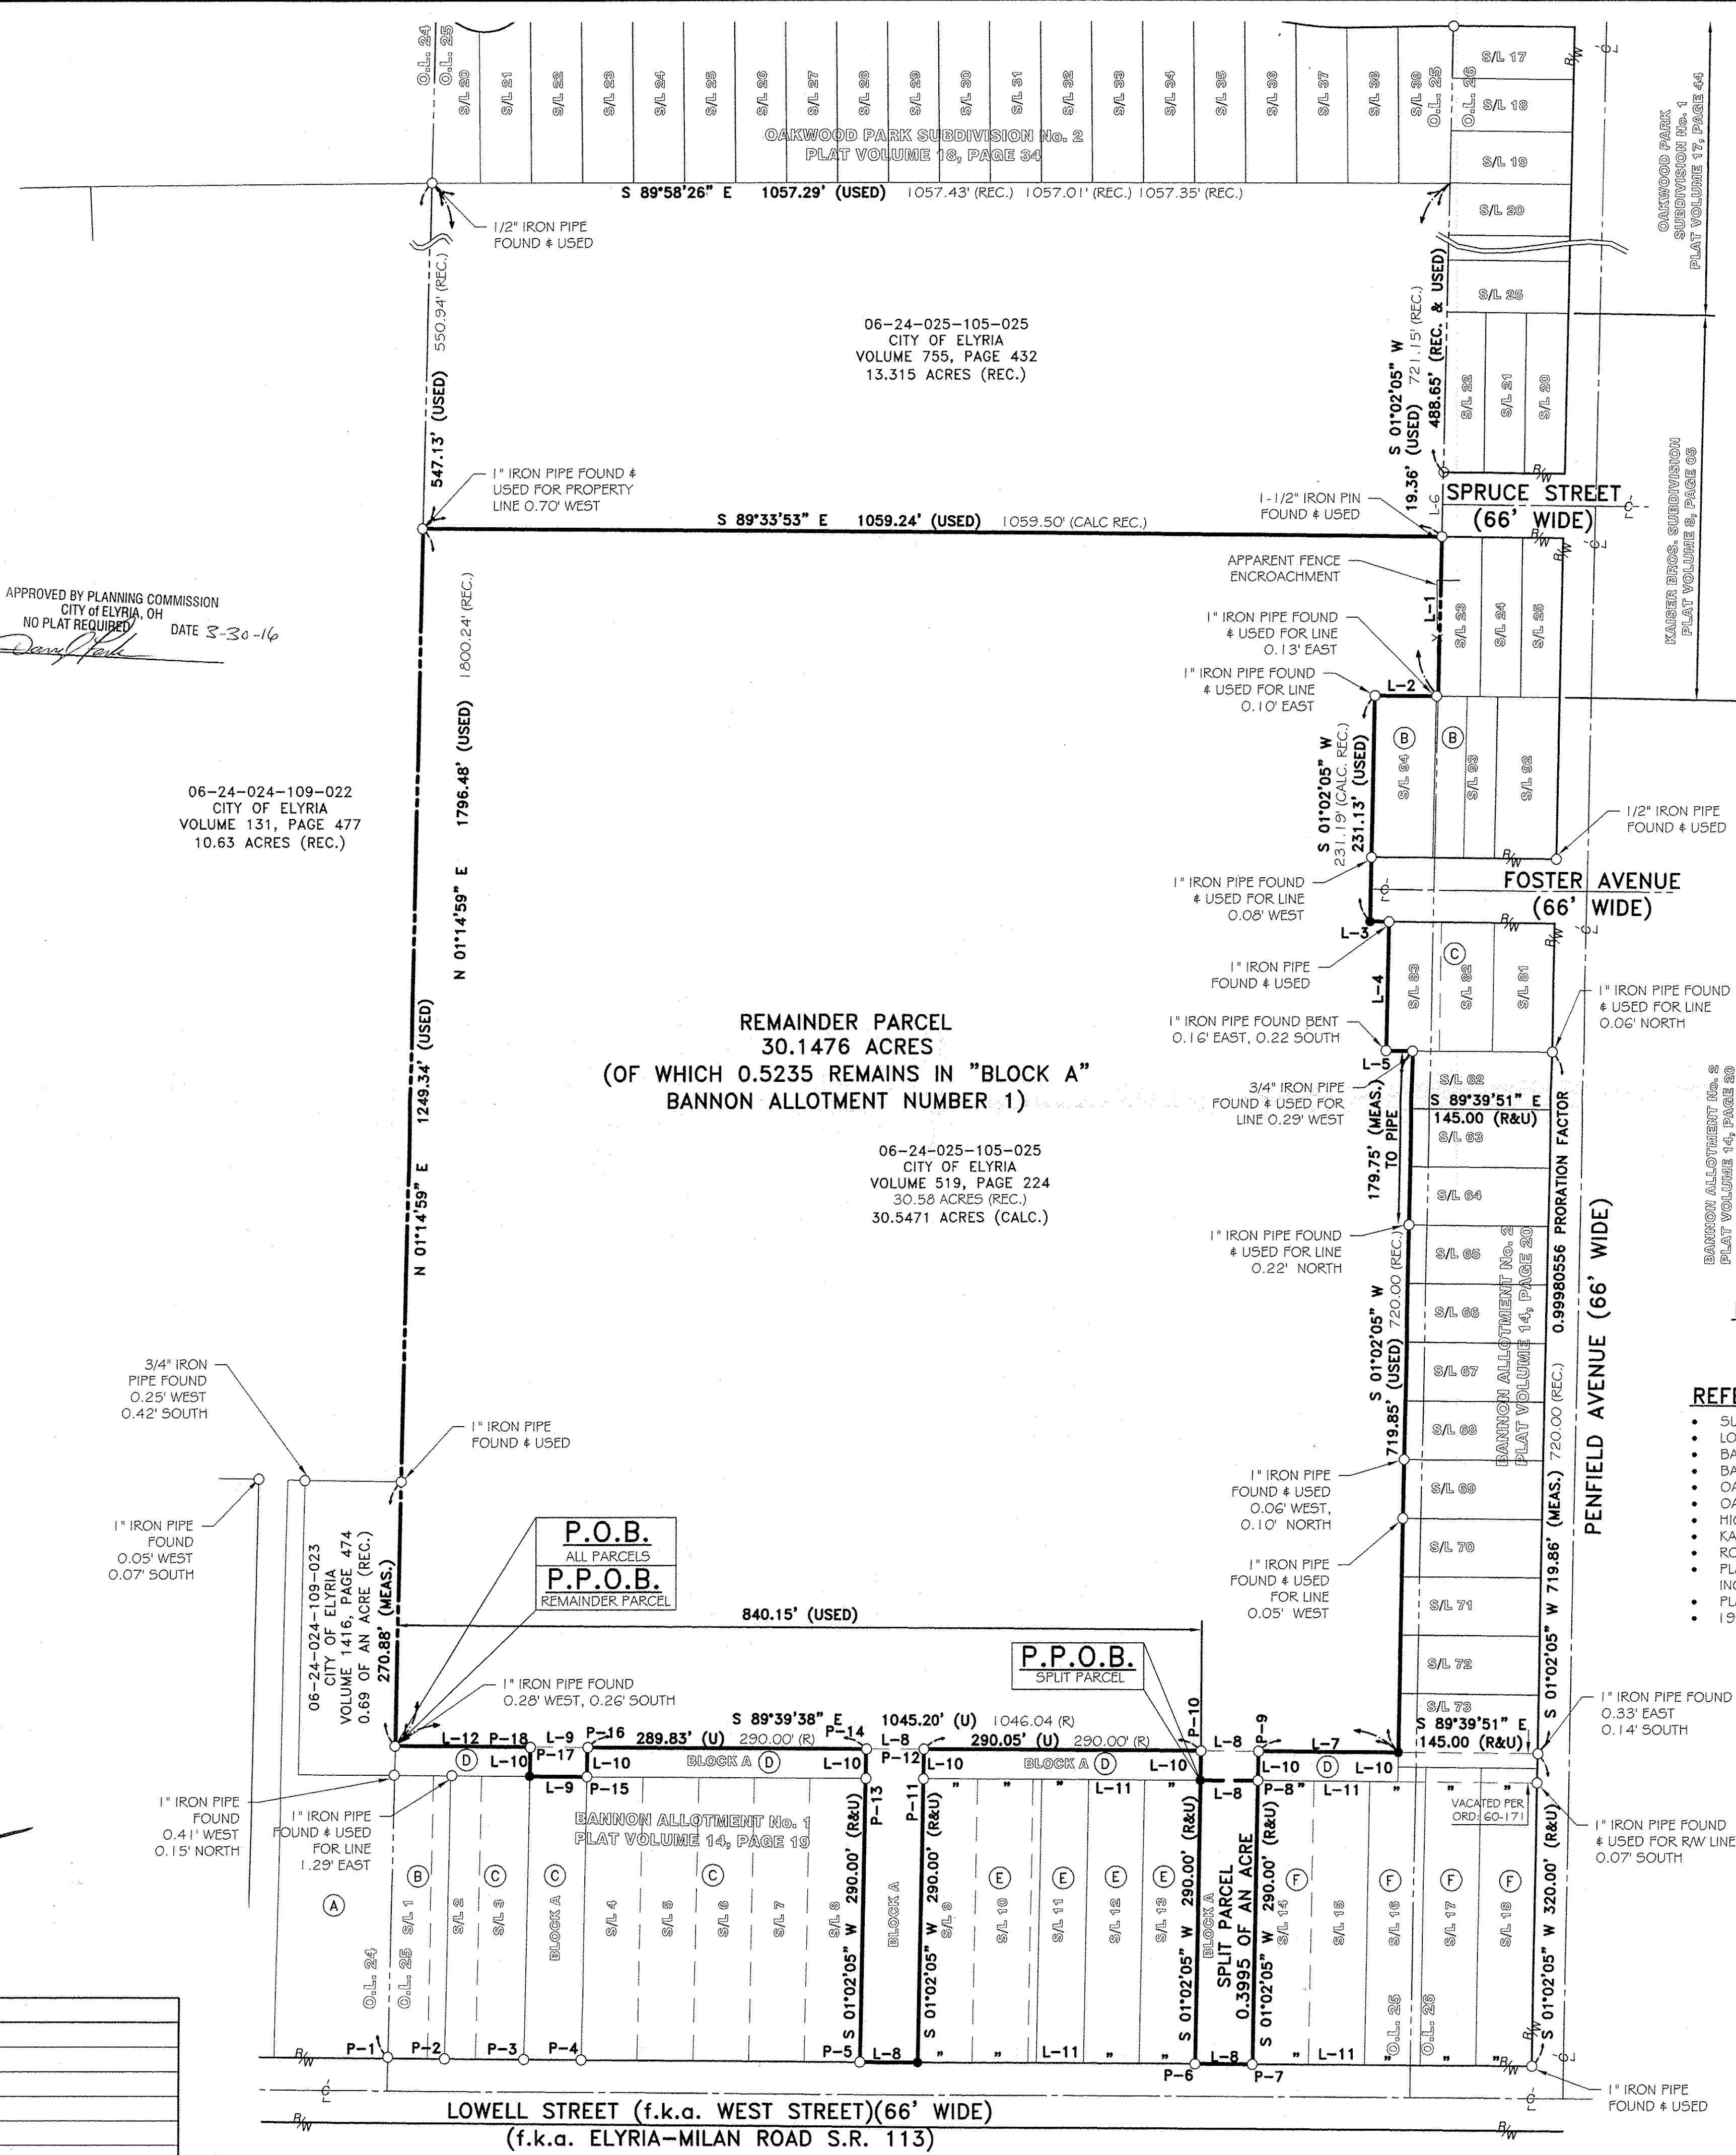 O.L. 24
O.L. 25
S/L 20
S/L 21
S/L 22
S/L 23
S/L 24
S/L 25
S/L 26
S/L 27
S/L 28
S/L 29
S/L 30
S/L 31
S/L 32
S/L 33
S/L 34
S/L 35
S/L 36
S/L 37
S/L 38
S/L 39
O.L. 25
O.L. 26
S/L 17
S/L 18
S/L 19
S/L 20
S/L 25
R/W
OAKWOOD PARK
SUBDIVISION No. 1
PLAT VOLUME 17, PAGE 44
OAKWOOD PARK SUBDIVISION No. 2
PLAT VOLUME 18, PAGE 34
S 89°58'26" E 1057.29' (USED) 1057.43' (REC.) 1057.01' (REC.) 1057.35' (REC.)
1/2" IRON PIPE
FOUND & USED
547.13' (USED) 550.94' (REC.)
06-24-025-105-025
CITY OF ELYRIA
VOLUME 755, PAGE 432
13.315 ACRES (REC.)
S 01°02'05" W
19.36' (USED) 721.15' (REC.)
488.65' (REC. & USED)
S/L 22
S/L 21
S/L 20
KAISER BROS. SUBDIVISION
PLAT VOLUME 8, PAGE 05
1" IRON PIPE FOUND &
USED FOR PROPERTY
LINE 0.70' WEST
S 89°33'53" E 1059.24' (USED) 1059.50' (CALC REC.)
1-1/2" IRON PIN
FOUND & USED
L-6
R/W
SPRUCE STREET
(66' WIDE)
R/W
R/W
APPARENT FENCE
ENCROACHMENT
L-1
S/L 23
S/L 24
S/L 25
1" IRON PIPE FOUND
& USED FOR LINE
0.13' EAST
1" IRON PIPE FOUND
& USED FOR LINE
0.10' EAST
L-2
APPROVED BY PLANNING COMMISSION
CITY of ELYRIA, OH
NO PLAT REQUIRED DATE 3-30-16
N 01°14'59" E 1796.48' (USED) 1800.24' (REC.)
06-24-024-109-022
CITY OF ELYRIA
VOLUME 131, PAGE 477
10.63 ACRES (REC.)
S 01°02'05" W
231.19' (CALC. REC.)
231.13' (USED)
B
B
S/L 94
S/L 93
S/L 92
1/2" IRON PIPE
FOUND & USED
R/W
FOSTER AVENUE
(66' WIDE)
R/W
R/W
1" IRON PIPE FOUND
& USED FOR LINE
0.08' WEST
L-3
1" IRON PIPE
FOUND & USED
L-4
C
S/L 83
S/L 82
S/L 81
1" IRON PIPE FOUND
& USED FOR LINE
0.06' NORTH
1" IRON PIPE FOUND BENT
0.16' EAST, 0.22 SOUTH
L-5
3/4" IRON PIPE
FOUND & USED FOR
LINE 0.29' WEST
REMAINDER PARCEL
30.1476 ACRES
(OF WHICH 0.5235 REMAINS IN "BLOCK A"
BANNON ALLOTMENT NUMBER 1)
06-24-025-105-025
CITY OF ELYRIA
VOLUME 519, PAGE 224
30.58 ACRES (REC.)
30.5471 ACRES (CALC.)
N 01°14'59" E 1249.34' (USED)
179.75' (MEAS.)
TO PIPE
S/L 62
S 89°39'51" E
145.00 (R&U)
S/L 63
S/L 64
S/L 65
S/L 66
S/L 67
S/L 68
S/L 69
S/L 70
S/L 71
S/L 72
S/L 73
BANNON ALLOTMENT No. 2
PLAT VOLUME 14, PAGE 20
BANNON ALLOTMENT No. 2
PLAT VOLUME 14, PAGE 20
S 01°02'05" W 719.86' (MEAS.) 720.00 (REC.) 0.99980556 PRORATION FACTOR
PENFIELD AVENUE (66' WIDE)
1" IRON PIPE FOUND
& USED FOR LINE
0.22' NORTH
S 01°02'05" W
719.85' (USED) 720.00 (REC.)
1" IRON PIPE
FOUND & USED
0.06' WEST,
0.10' NORTH
1" IRON PIPE
FOUND & USED
FOR LINE
0.05' WEST
REFE
SU
LO
BA
BA
OA
OA
HIG
KA
RO
PL
INC
PL
19
3/4" IRON
PIPE FOUND
0.25' WEST
0.42' SOUTH
1" IRON PIPE
FOUND & USED
1" IRON PIPE
FOUND
0.05' WEST
0.07' SOUTH
06-24-024-109-023
CITY OF ELYRIA
VOLUME 1416, PAGE 474
0.69 OF AN ACRE (REC.)
270.88' (MEAS.)
P.O.B.
ALL PARCELS
P.P.O.B.
REMAINDER PARCEL
840.15' (USED)
P.P.O.B.
SPLIT PARCEL
1" IRON PIPE FOUND
0.28' WEST, 0.26' SOUTH
S 89°39'38" E 1045.20' (U) 1046.04 (R)
L-12 P-18 L-9 P-16 289.83' (U) 290.00' (R) P-14 L-8 290.05' (U) 290.00' (R) P-10 L-8 P-9 L-7
S 89°39'51" E
145.00 (R&U)
D L-10 P-17 L-10 BLOCK A D L-10 P-12 L-10 BLOCK A D L-10 D L-10
L-9 P-15 P-13 P-11 " " L-11 " " L-8 P-8 " L-11 " " "
VACATED PER
ORD: 60-171
1" IRON PIPE FOUND
0.33' EAST
0.14' SOUTH
1" IRON PIPE FOUND
& USED FOR R/W LINE
0.07' SOUTH
1" IRON PIPE
FOUND
0.41' WEST
0.15' NORTH
1" IRON PIPE
FOUND & USED
FOR LINE
1.29' EAST
BANNON ALLOTMENT No. 1
PLAT VOLUME 14, PAGE 19
A
B
C
C
C
E
E
E
E
F
F
F
F
O.L. 24
O.L. 25
S/L 1
S/L 2
S/L 3
BLOCK A
S/L 4
S/L 5
S/L 6
S/L 7
S/L 8
S 01°02'05" W 290.00' (R&U)
BLOCK A
S 01°02'05" W 290.00' (R&U)
S/L 9
S/L 10
S/L 11
S/L 12
S/L 13
S 01°02'05" W 290.00' (R&U)
BLOCK A
SPLIT PARCEL
0.3995 OF AN ACRE
S 01°02'05" W 290.00' (R&U)
S/L 14
S/L 15
S/L 16
O.L. 25
O.L. 26
S/L 17
S/L 18
S 01°02'05" W 320.00' (R&U)
R/W
R/W P-1 P-2 P-3 P-4 P-5 L-8 " " L-11 " " P-6 L-8 P-7 " L-11 " " " R/W
1" IRON PIPE
FOUND & USED
LOWELL STREET (f.k.a. WEST STREET)(66' WIDE)
(f.k.a. ELYRIA-MILAN ROAD S.R. 113)
R/W
R/W